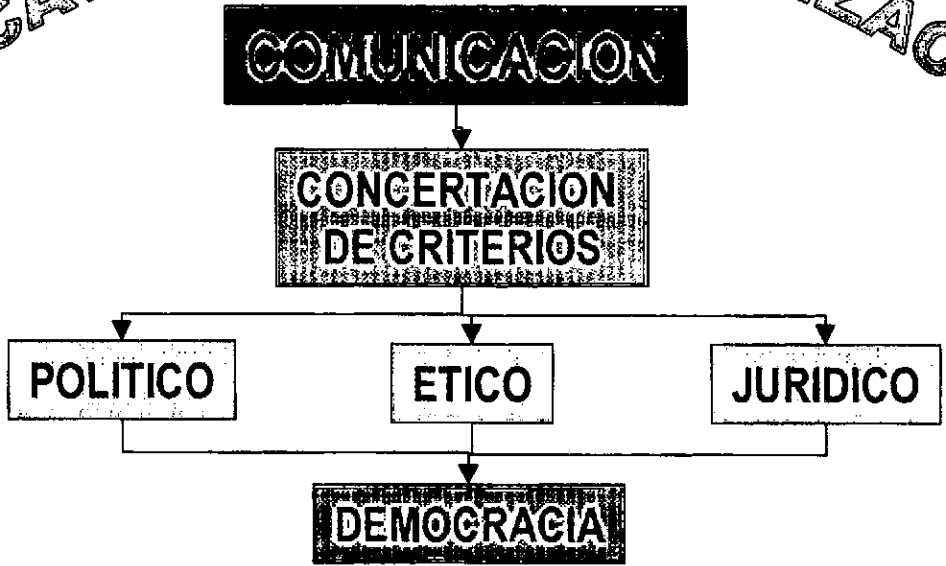 COMUNICACION
CONCERTACION
DE CRITERIOS
POLITICO
ETICO
JURIDICO
DEMOCRACIA